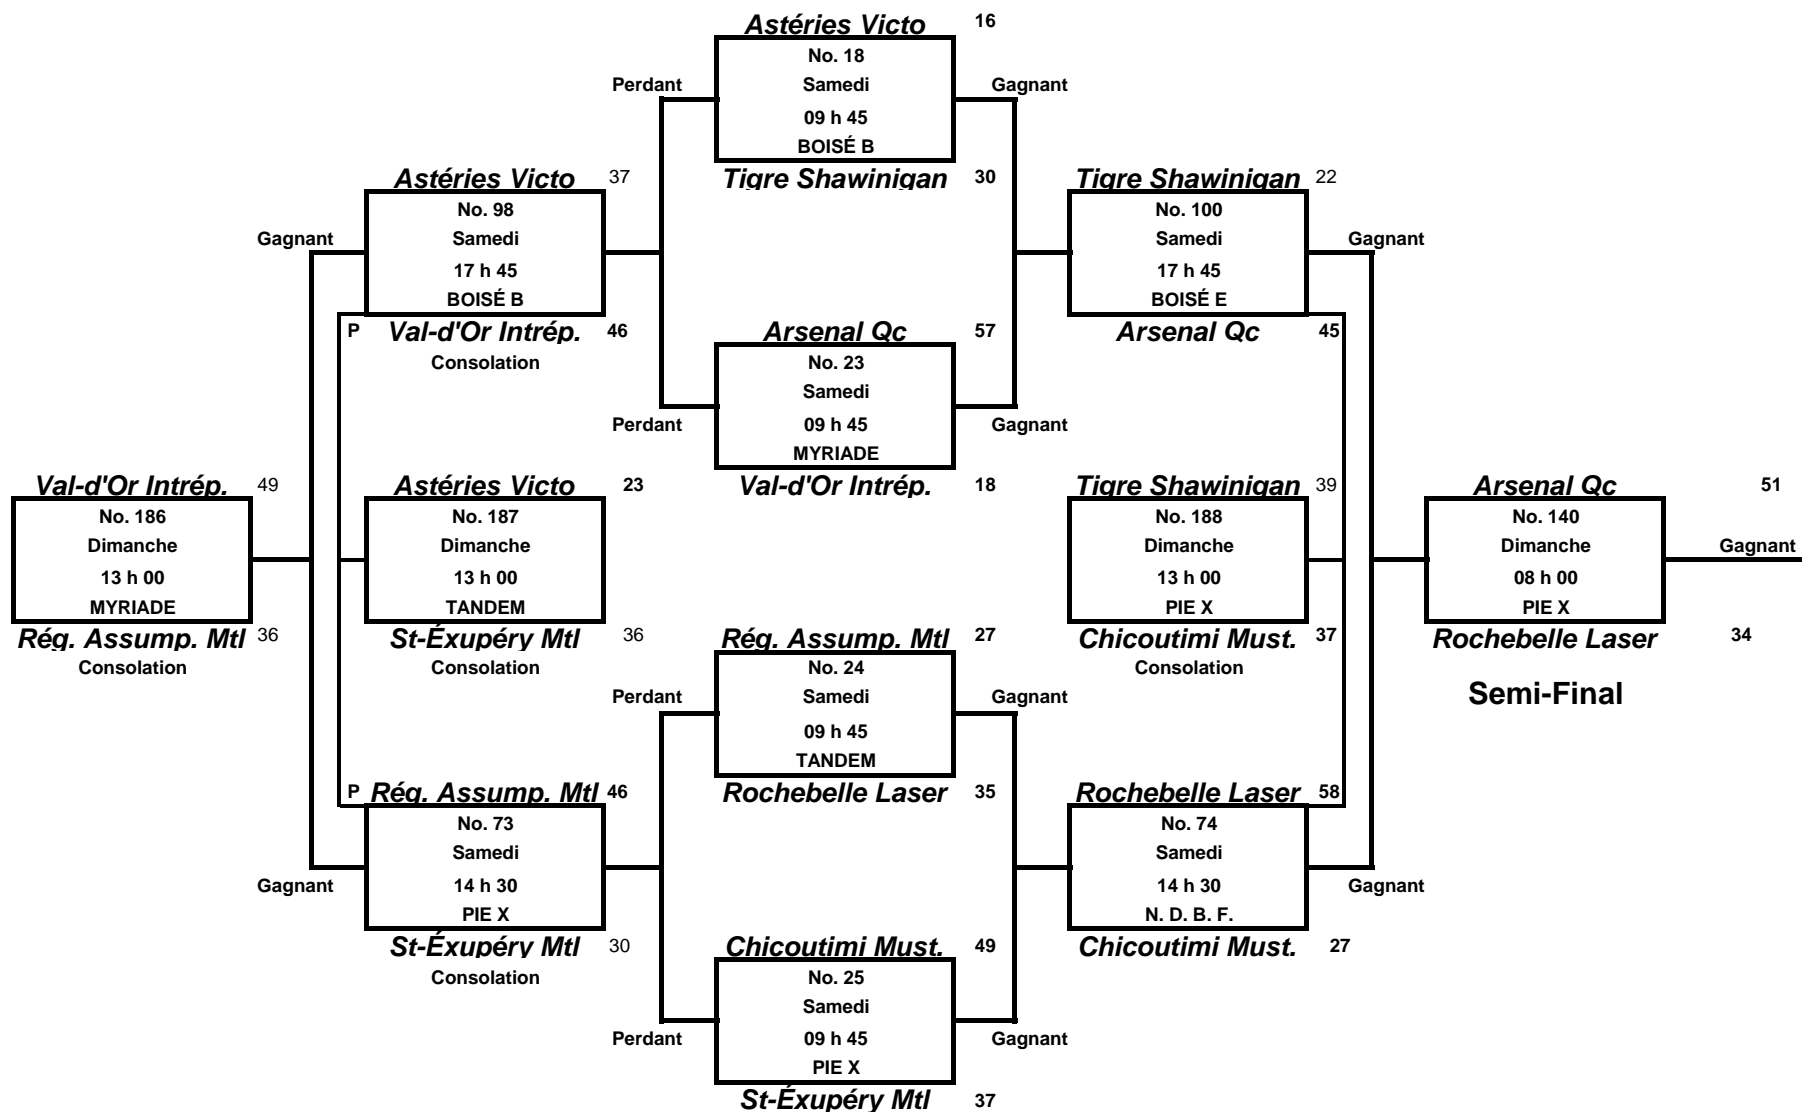 Astéries Victo 16
No. 18
Samedi
Perdant Gagnant
09 h 45
BOISÉ B
Astéries Victo 37 Tigre Shawinigan 30 Tigre Shawinigan 22
No. 98 No. 100
Gagnant Samedi Samedi Gagnant
17 h 45 17 h 45
BOISÉ B BOISÉ E
P Val-d'Or Intrép. 46 Arsenal Qc 57 Arsenal Qc 45
Consolation No. 23
Samedi
Perdant 09 h 45 Gagnant
MYRIADE
Val-d'Or Intrép. 49 Astéries Victo 23 Val-d'Or Intrép. 18 Tigre Shawinigan 39 Arsenal Qc 51
No. 186 No. 187 No. 188 No. 140
Dimanche Dimanche Dimanche Dimanche Gagnant
13 h 00 13 h 00 13 h 00 08 h 00
MYRIADE TANDEM PIE X PIE X
Rég. Assump. Mtl 36 St-Éxupéry Mtl 36 Rég. Assump. Mtl 27 Chicoutimi Must. 37 Rochebelle Laser 34
Consolation Consolation No. 24 Consolation
Perdant Samedi Gagnant Semi-Final
09 h 45
TANDEM
P Rég. Assump. Mtl 46 Rochebelle Laser 35 Rochebelle Laser 58
No. 73 No. 74
Samedi Samedi
Gagnant 14 h 30 14 h 30 Gagnant
PIE X N. D. B. F.
St-Éxupéry Mtl 30 Chicoutimi Must. 49 Chicoutimi Must. 27
Consolation No. 25
Samedi
Perdant 09 h 45 Gagnant
PIE X
St-Éxupéry Mtl 37